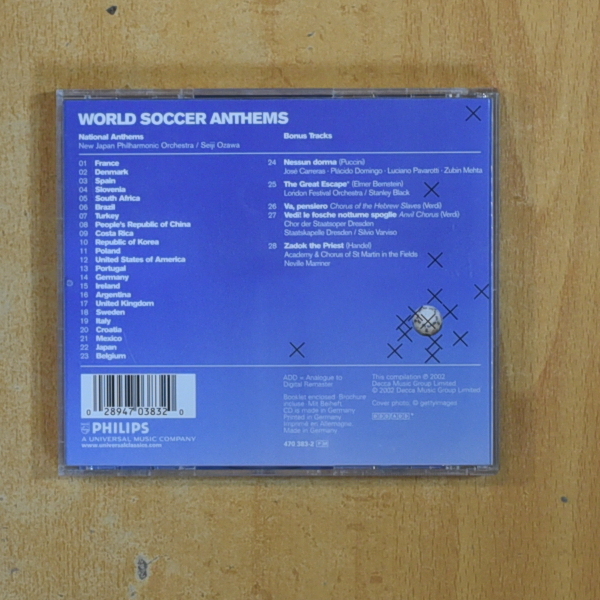 WORLD SOCCER ANTHEMS
National Anthems
New Japan Philharmonic Orchestra / Seiji Ozawa
01 France
02 Denmark
03 Spain
04 Slovenia
05 South Africa
06 Brazil
07 Turkey
08 People's Republic of China
09 Costa Rica
10 Republic of Korea
11 Poland
12 United States of America
13 Portugal
14 Germany
15 Ireland
16 Argentina
17 United Kingdom
18 Sweden
19 Italy
20 Croatia
21 Mexico
22 Japan
23 Belgium
Bonus Tracks
24 Nessun dorma (Puccini)
José Carreras · Plácido Domingo · Luciano Pavarotti · Zubin Mehta
25 The Great Escape* (Elmer Bernstein)
London Festival Orchestra / Stanley Black
26 Va, pensiero Chorus of the Hebrew Slaves (Verdi)
27 Vedi! le fosche notturne spoglie Anvil Chorus (Verdi)
Chor der Staatsoper Dresden
Staatskapelle Dresden / Silvio Varviso
28 Zadok the Priest (Handel)
Academy & Chorus of St Martin in the Fields
Neville Marriner
0 28947 03832 0
PHILIPS
A UNIVERSAL MUSIC COMPANY
www.universalclassics.com
ADD = Analogue to
Digital Remaster
Booklet enclosed. Brochure
incluse. Mit Beiheft.
CD is made in Germany
Printed in Germany
Imprimé en Allemagne
Made in Germany
470 383-2
This compilation ℗ 2002
Decca Music Group Limited
© 2002 Decca Music Group Limited
Cover photo: © gettyimages